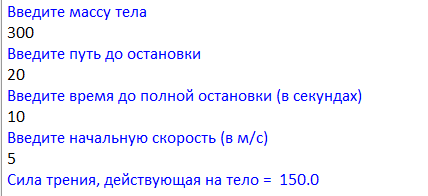 Введите массу тела
300
Введите путь до остановки
20
Введите время до полной остановки (в секундах)
10
Введите начальную скорость (в м/с)
5
Сила трения, действующая на тело =  150.0